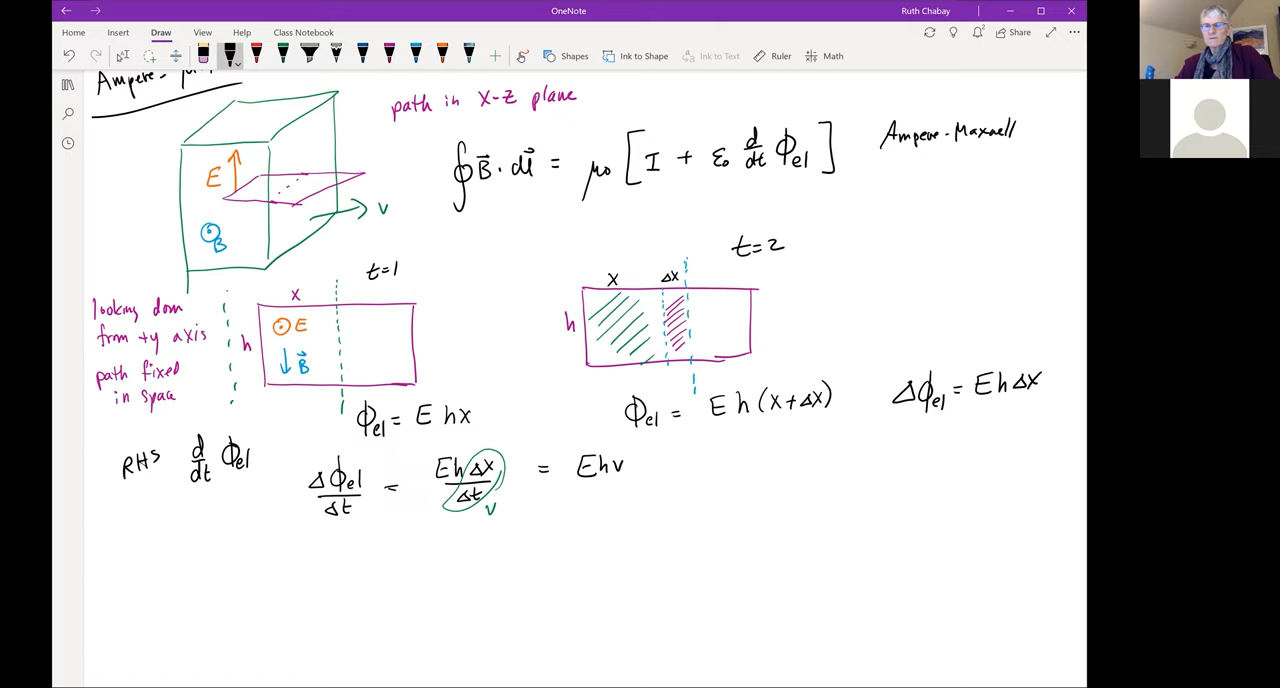 OneNote
Ruth Chabay
Home Insert Draw View Help Class Notebook
Share
Shapes Ink to Shape Ink to Text Ruler Math
Ampere-
path in x-z plane
∮B⃗·dl⃗ = μ₀ [ I + ε₀ d/dt Φel ]
Ampere-Maxwell
E
v
B
t=1
t=2
looking down
from +y axis
path fixed
in space
x
h
E
B⃗
x Δx
h
Φel = E h x
Φel = E h (x+Δx)
ΔΦel = E h Δx
RHS d/dt Φel
ΔΦel/Δt = E h Δx/Δt = E h v
v